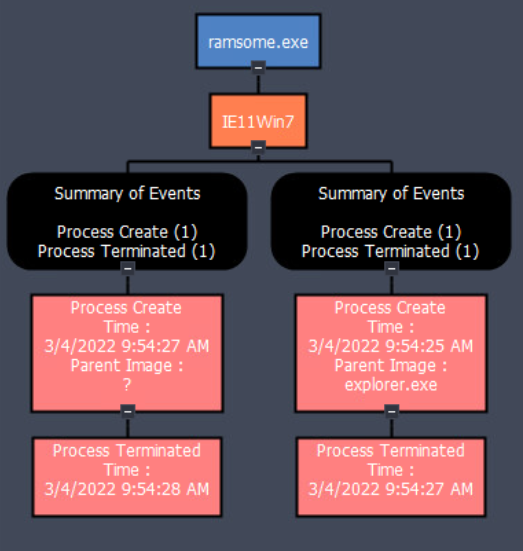 ramsome.exe
IE11Win7
Summary of Events
Process Create (1)
Process Terminated (1)
Process Create
Time :
3/4/2022 9:54:27 AM
Parent Image :
?
Process Terminated
Time :
3/4/2022 9:54:28 AM
Summary of Events
Process Create (1)
Process Terminated (1)
Process Create
Time :
3/4/2022 9:54:25 AM
Parent Image :
explorer.exe
Process Terminated
Time :
3/4/2022 9:54:27 AM